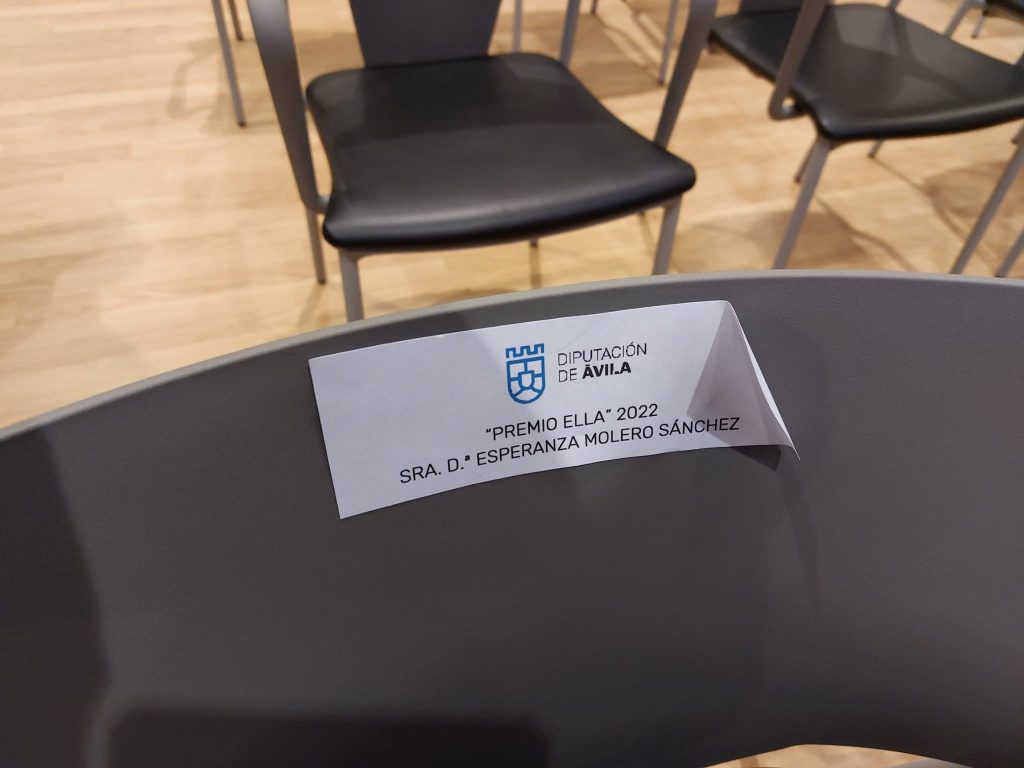 DIPUTACIÓN
DE ÁVILA
“PREMIO ELLA” 2022
SRA. D.ª ESPERANZA MOLERO SÁNCHEZ